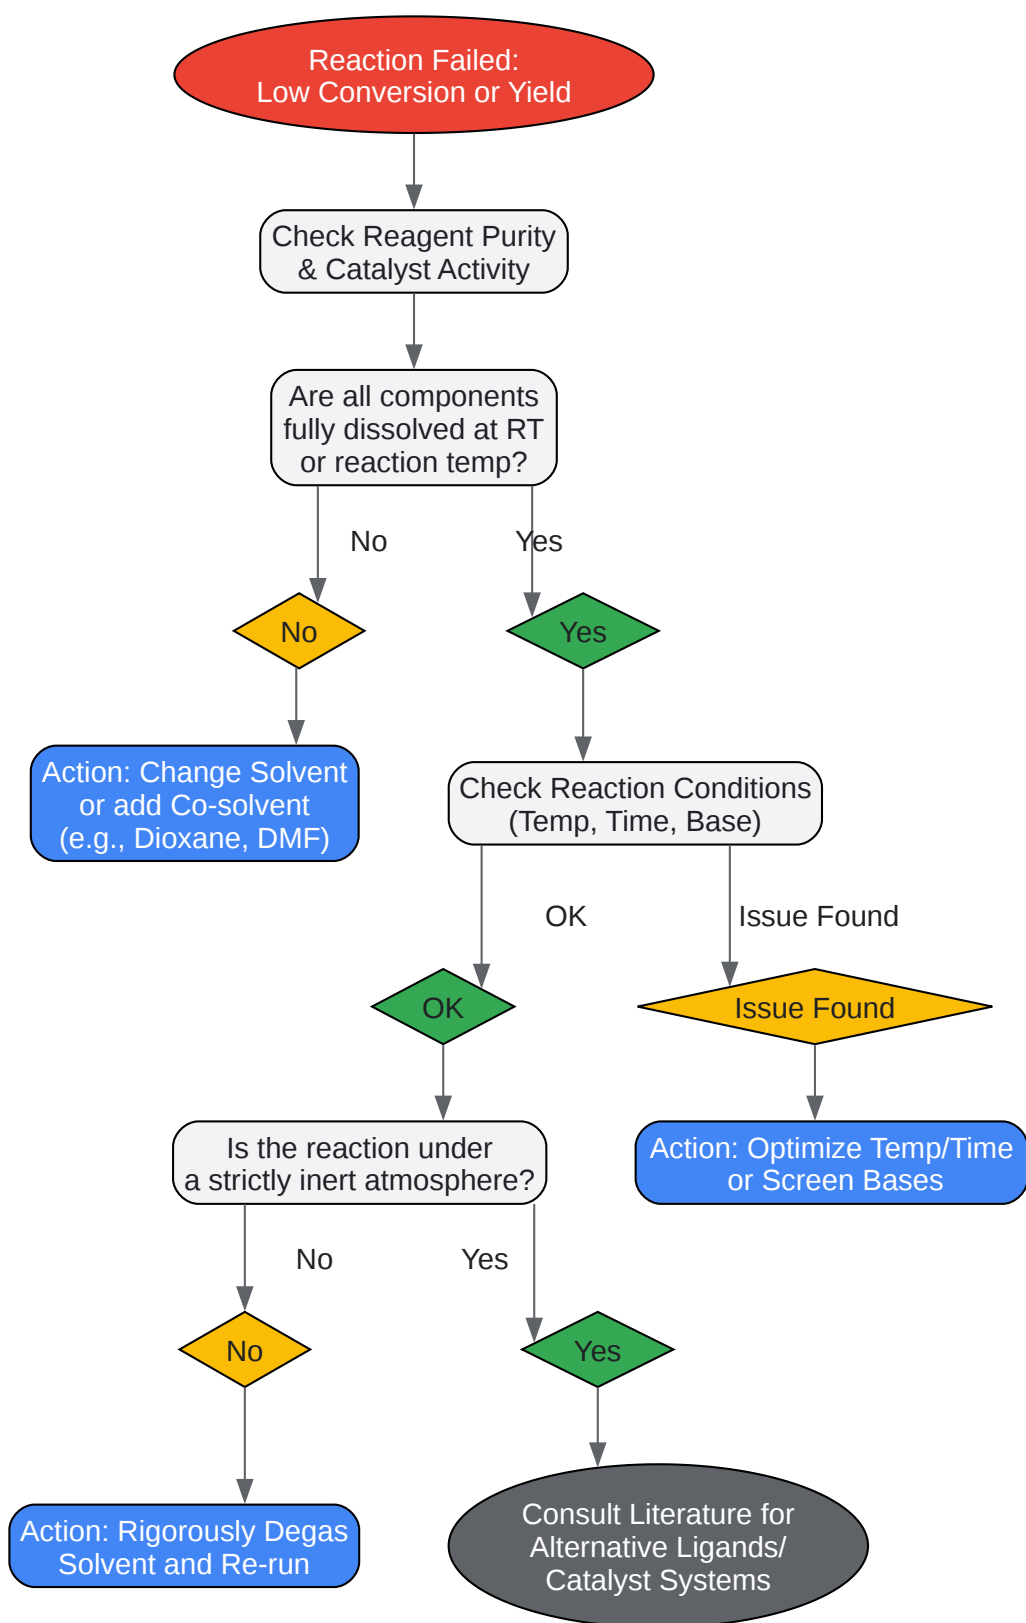 Reaction Failed:
Low Conversion or Yield
Check Reagent Purity
& Catalyst Activity
Are all components
fully dissolved at RT
or reaction temp?
No
Yes
No
Yes
Action: Change Solvent
or add Co-solvent
(e.g., Dioxane, DMF)
Check Reaction Conditions
(Temp, Time, Base)
OK
Issue Found
OK
Issue Found
Is the reaction under
a strictly inert atmosphere?
Action: Optimize Temp/Time
or Screen Bases
No
Yes
No
Yes
Action: Rigorously Degas
Solvent and Re-run
Consult Literature for
Alternative Ligands/
Catalyst Systems